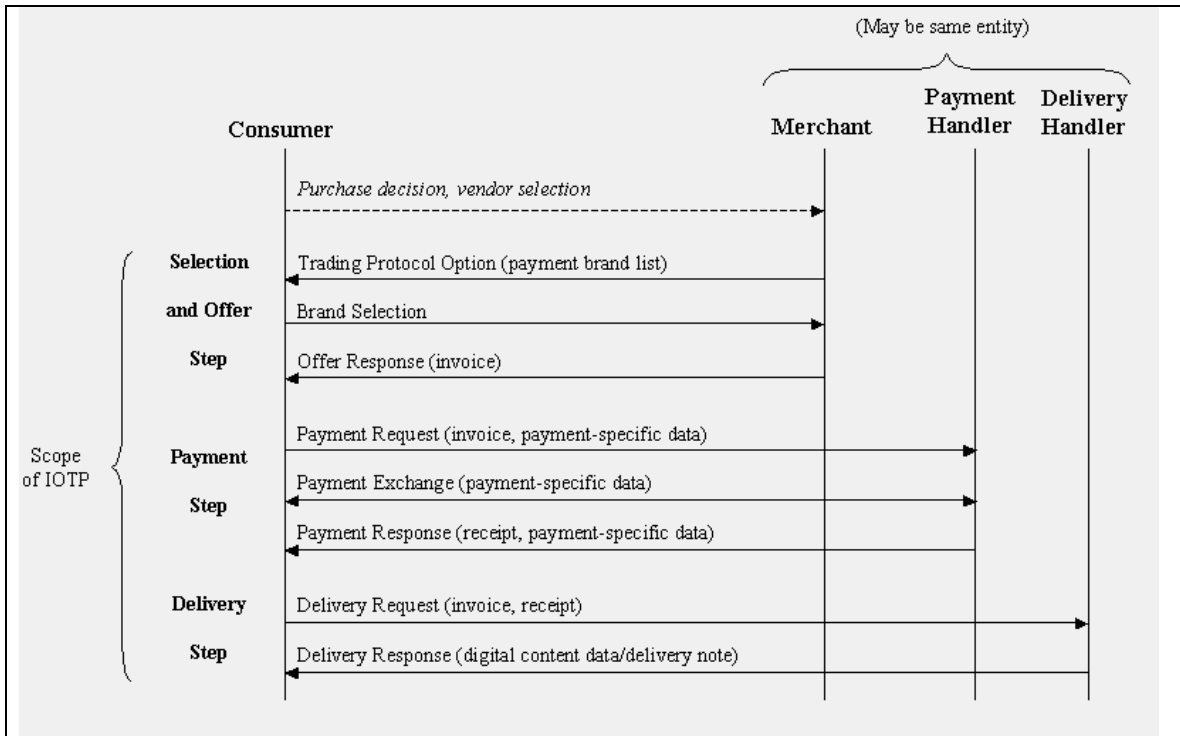 (May be same entity)
Payment Delivery
Consumer Merchant Handler Handler
Purchase decision, vendor selection
Selection Trading Protocol Option (payment brand list)
and Offer Brand Selection
Step Offer Response (invoice)
Payment Request (invoice, payment-specific data)
Scope Payment
of IOTP
Payment Exchange (payment-specific data)
Step
Payment Response (receipt, payment-specific data)
Delivery Delivery Request (invoice, receipt)
Step Delivery Response (digital content data/delivery note)